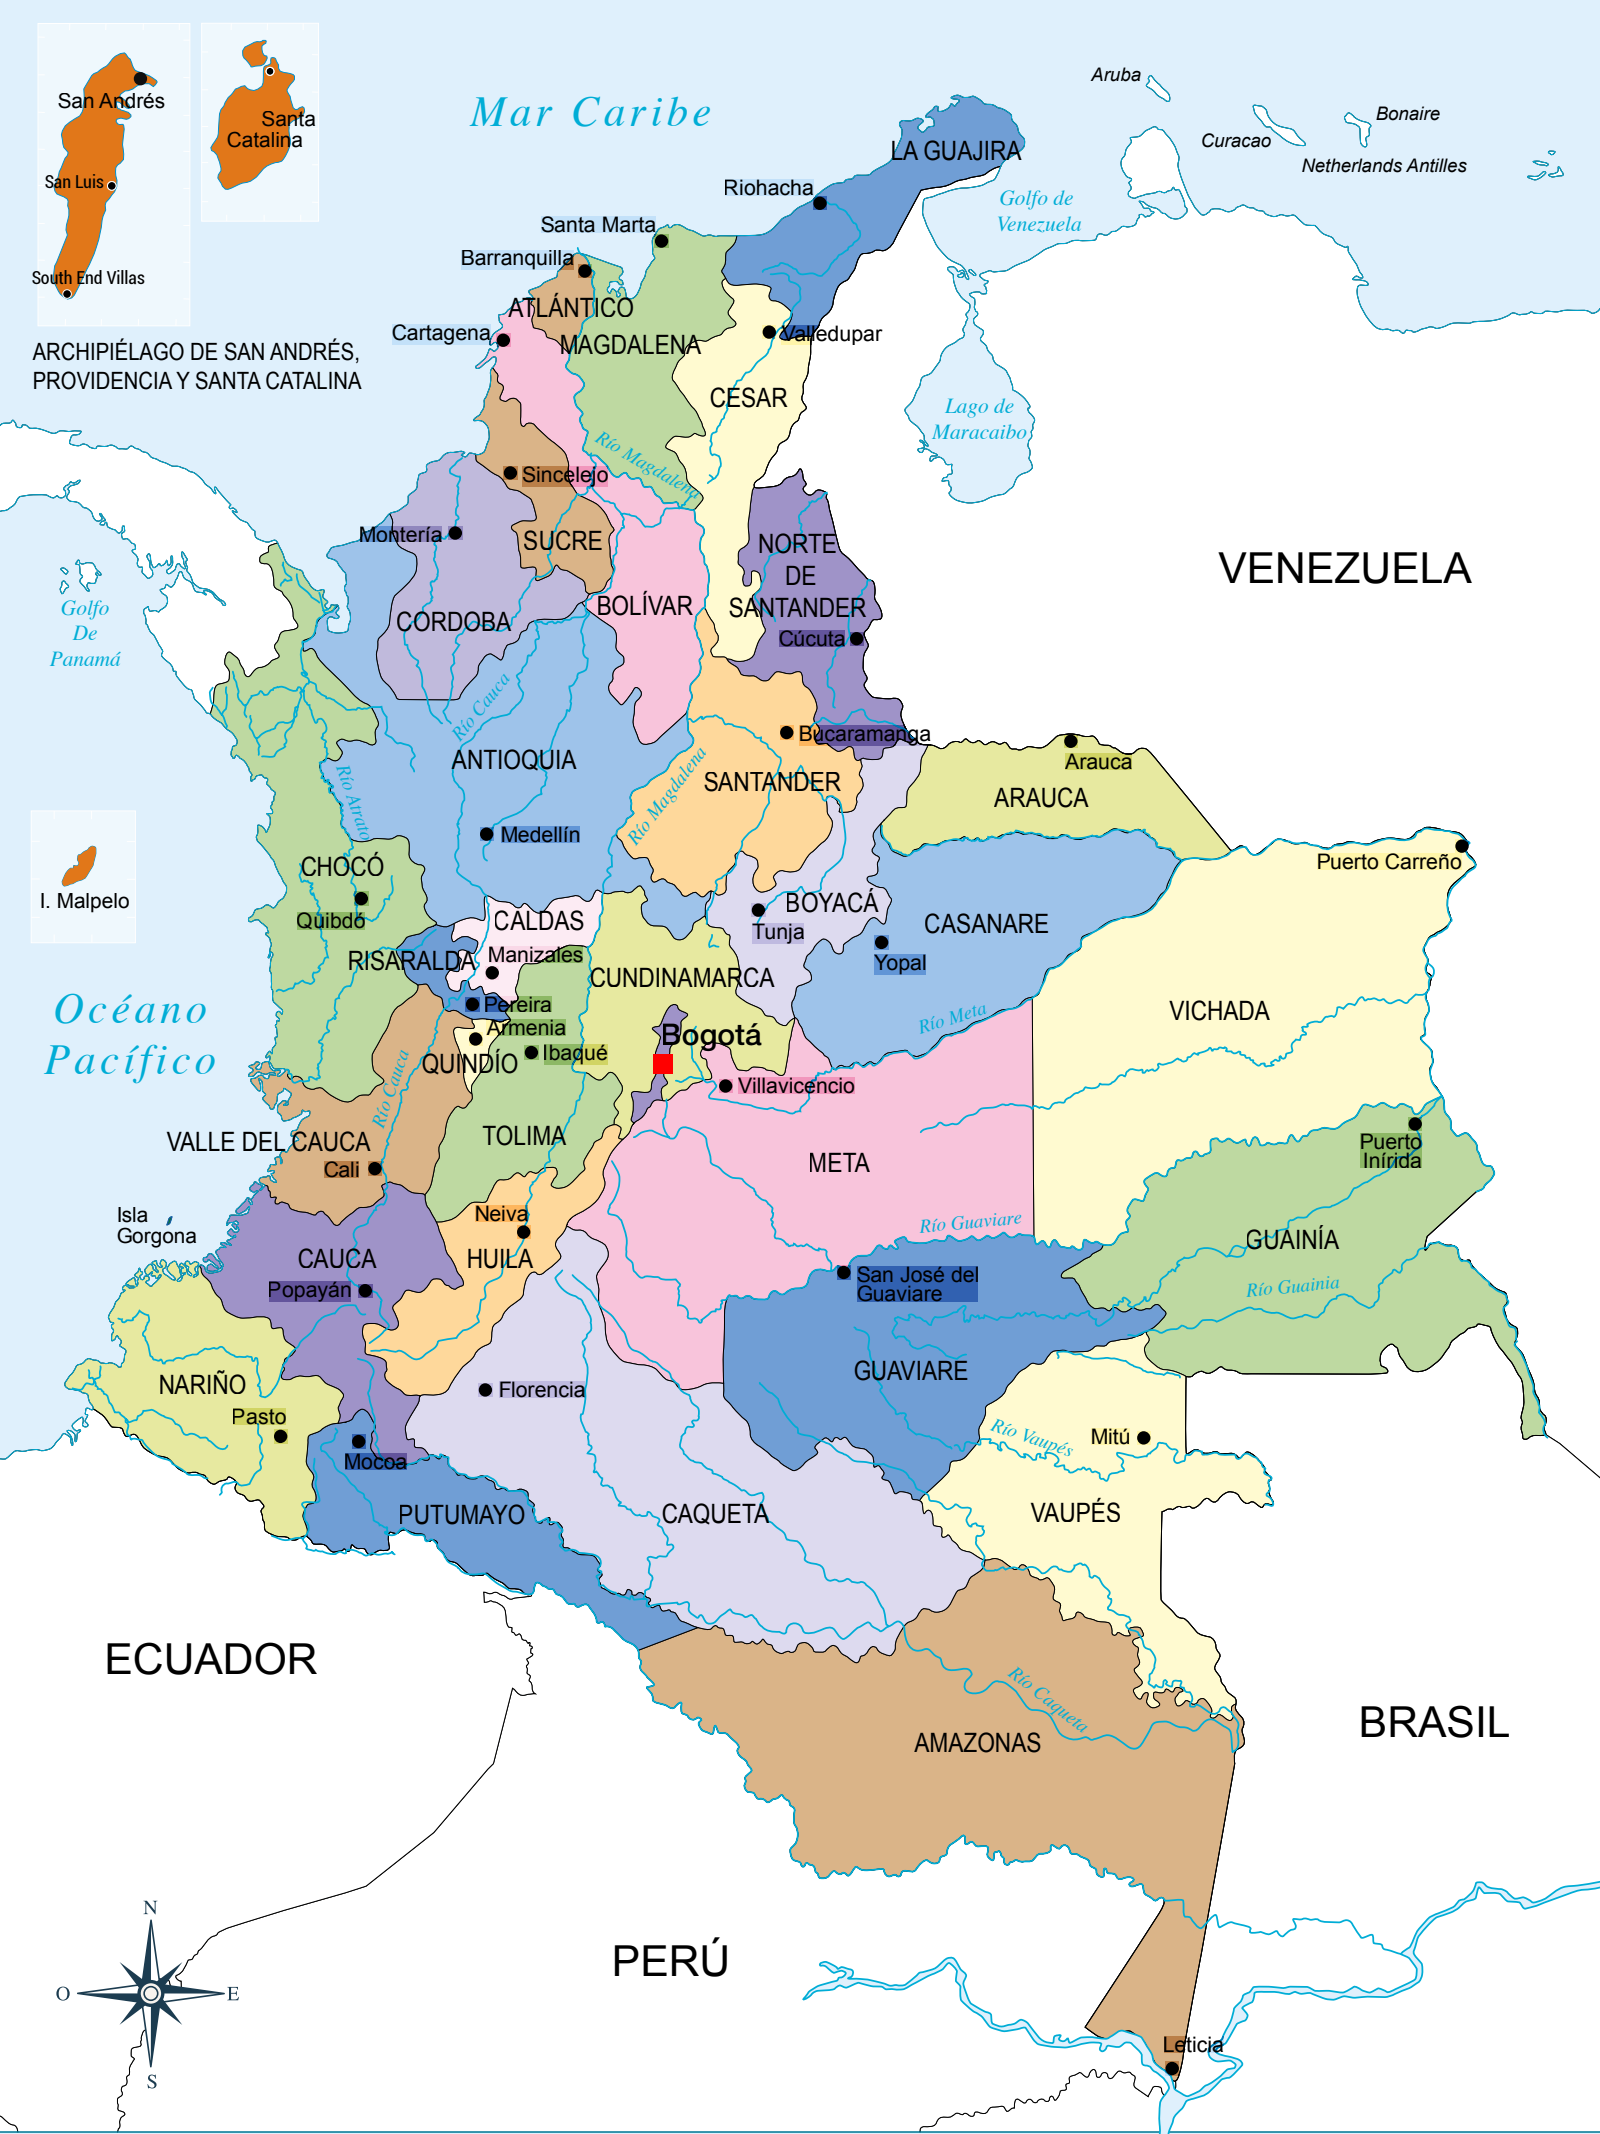 Mar Caribe
Aruba
Curacao
Bonaire
Netherlands Antilles
San Andrés
San Luis
South End Villas
Santa
Catalina
ARCHIPIÉLAGO DE SAN ANDRÉS,
PROVIDENCIA Y SANTA CATALINA
LA GUAJIRA
Riohacha
Golfo de
Venezuela
Santa Marta
Barranquilla
ATLÁNTICO
Cartagena
MAGDALENA
Valledupar
CESAR
Lago de
Maracaibo
Río Magdalena
Sincelejo
Montería
SUCRE
NORTE
DE
SANTANDER
Cúcuta
VENEZUELA
BOLÍVAR
CORDOBA
Golfo
De
Panamá
Río Cauca
ANTIOQUIA
Bucaramanga
SANTANDER
Río Magdalena
Arauca
ARAUCA
Río Atrato
Medellín
CHOCÓ
Quibdó
Puerto Carreño
I. Malpelo
CALDAS
BOYACÁ
Tunja
CASANARE
Yopal
RISARALDA
Manizales
CUNDINAMARCA
Pereira
Armenia
QUINDÍO
Ibaqué
Bogotá
Río Meta
VICHADA
Océano
Pacífico
Río Cauca
Villavicencio
VALLE DEL CAUCA
Cali
TOLIMA
META
Puerto
Inírida
Isla
Gorgóna
Neiva
HUILA
CAUCA
Popayán
Río Guaviare
GUAINÍA
San José del
Guaviare
Río Guainia
GUAVIARE
NARIÑO
Pasto
Florencia
Mocoa
Río Vaupés
Mitú
PUTUMAYO
CAQUETA
VAUPÉS
ECUADOR
Río Caqueta
AMAZONAS
BRASIL
PERÚ
N
O
E
S
Leticia